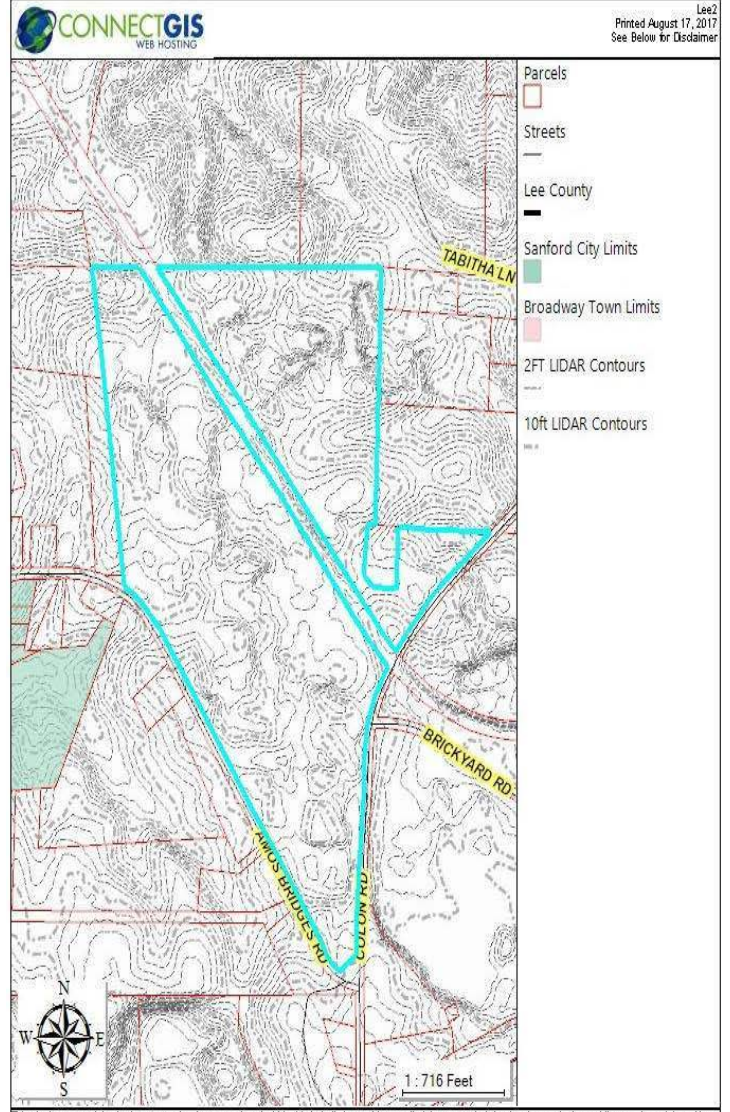 CONNECTGIS
WEB HOSTING
Lee2
Printed August 17, 2017
See Below for Disclaimer
Parcels
Streets
Lee County
Sanford City Limits
Broadway Town Limits
2FT LIDAR Contours
10ft LIDAR Contours
TABITHA LN
BRICKYARD RD
AMOS BRIDGES RD
COLON RD
N
W E
S
1 : 716 Feet